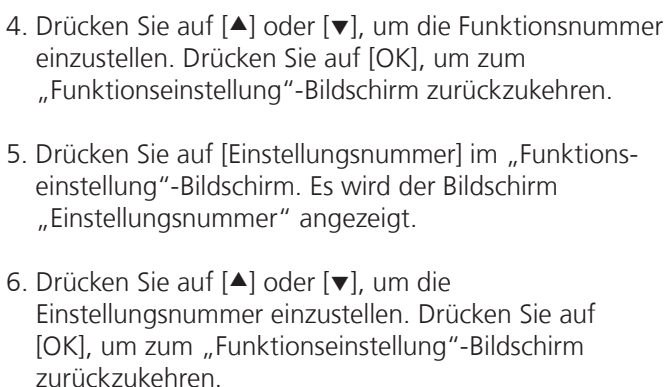 4. Drücken Sie auf [▲] oder [▼], um die Funktionsnummer
einzustellen. Drücken Sie auf [OK], um zum
„Funktionseinstellung“-Bildschirm zurückzukehren.
5. Drücken Sie auf [Einstellungsnummer] im „Funktions-
einstellung“-Bildschirm. Es wird der Bildschirm
„Einstellungsnummer“ angezeigt.
6. Drücken Sie auf [▲] oder [▼], um die
Einstellungsnummer einzustellen. Drücken Sie auf
[OK], um zum „Funktionseinstellung“-Bildschirm
zurückzukehren.